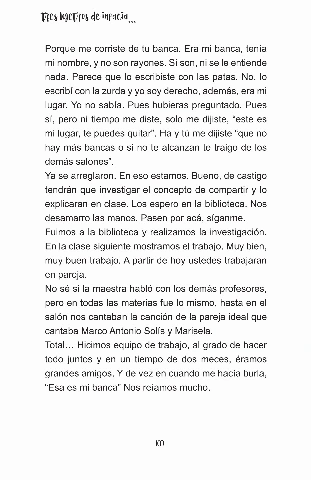 Tres lagartijas de infancia...
Porque me corriste de tu banca. Era mi banca, tenía
mi nombre, y no son rayones. Si son, ni se le entiende
nada. Parece que lo escribiste con las patas. No, lo
escribí con la zurda y yo soy derecho, además, era mi
lugar. Yo no sabía. Pues hubieras preguntado. Pues
sí, pero ni tiempo me diste, solo me dijiste, "este es
mi lugar, te puedes quitar". Ha y tú me dijiste "que no
hay más bancas o si no te alcanzan te traigo de los
demás salones".
Ya se arreglaron. En eso estamos. Bueno, de castigo
tendrán que investigar el concepto de compartir y lo
explicaran en clase. Los espero en la biblioteca. Nos
desamarro las manos. Pasen por acá, síganme.
Fuimos a la biblioteca y realizamos la investigación.
En la clase siguiente mostramos el trabajo. Muy bien,
muy buen trabajo. A partir de hoy ustedes trabajaran
en pareja.
No sé si la maestra habló con los demás profesores,
pero en todas las materias fue lo mismo, hasta en el
salón nos cantaban la canción de la pareja ideal que
cantaba Marco Antonio Solís y Marisela.
Total... Hicimos equipo de trabajo, al grado de hacer
todo juntos y en un tiempo de dos meces, éramos
grandes amigos. Y de vez en cuando me hacía burla,
"Esa es mi banca" Nos reíamos mucho.
100